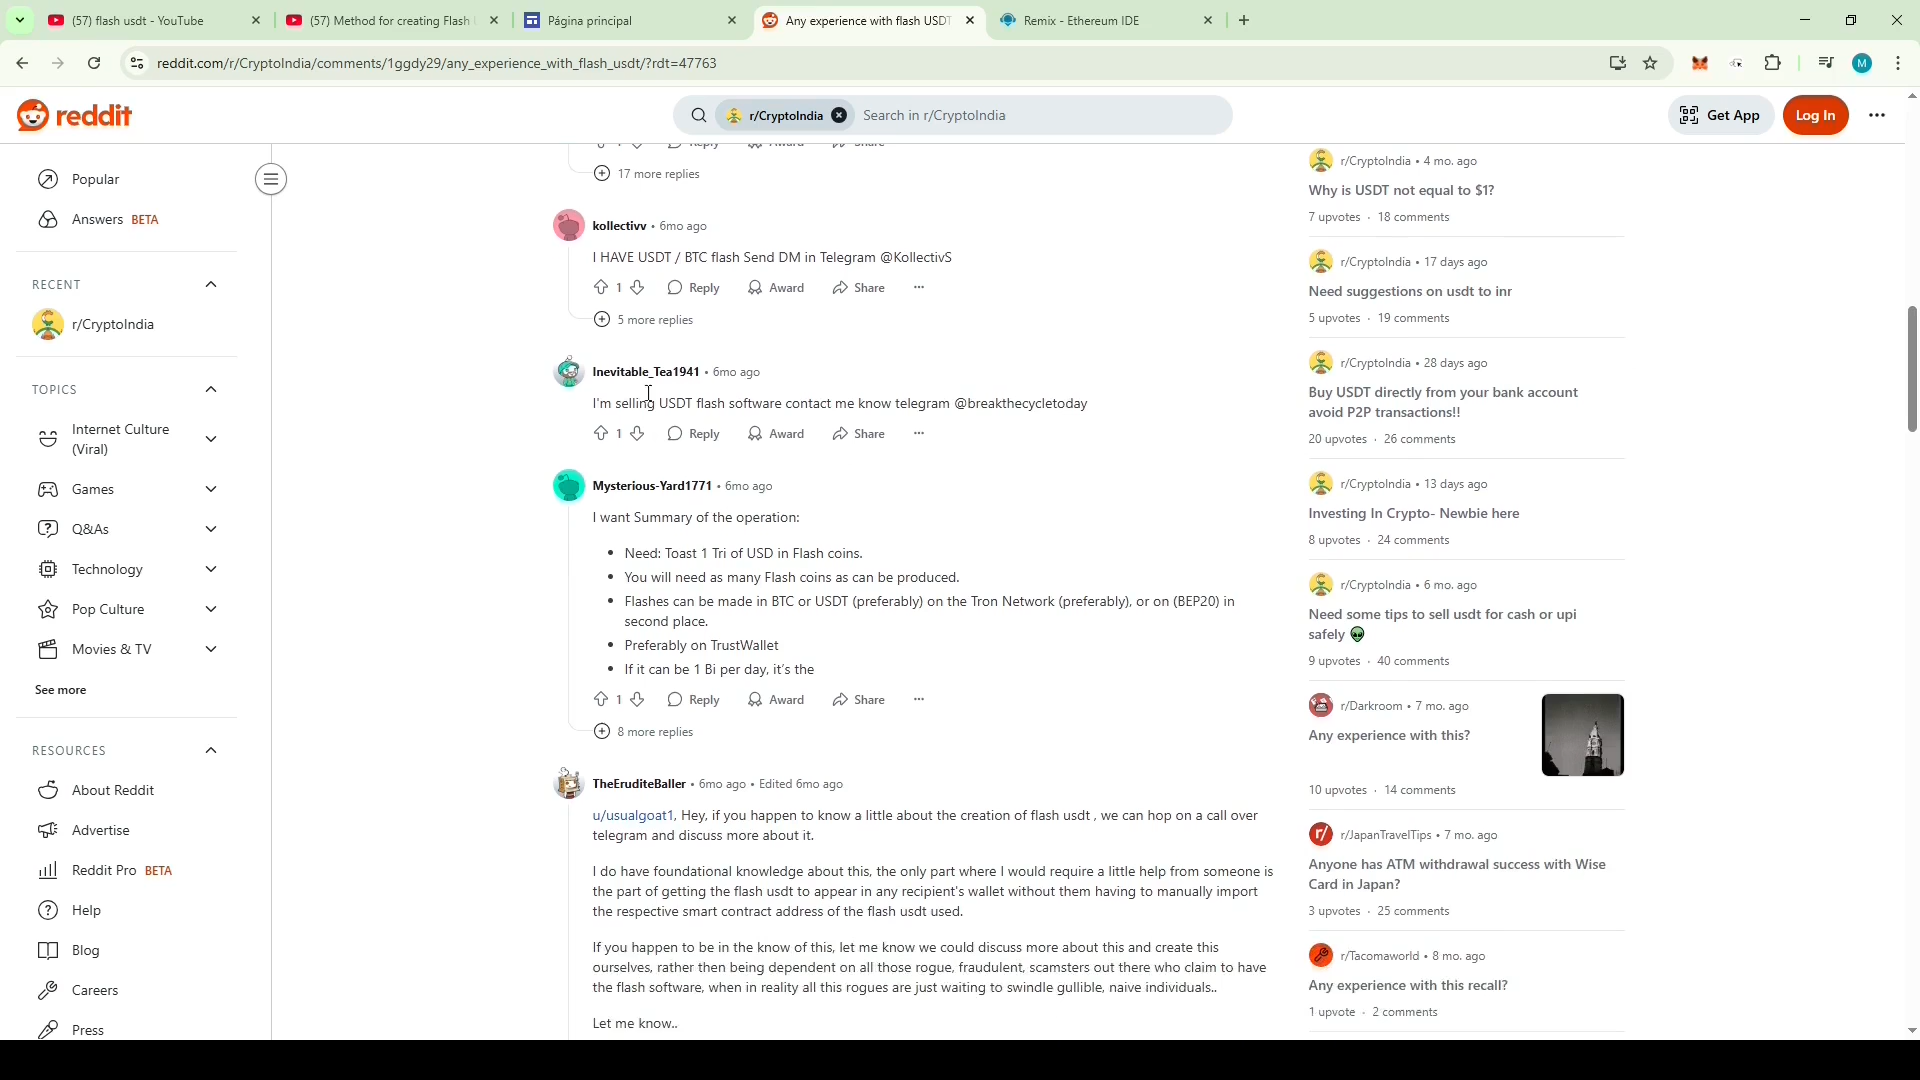 (57) flash usdt - YouTube
(57) Method for creating Flash
Página principal
Any experience with flash USDT
Remix - Ethereum IDE
reddit.com/r/CryptoIndia/comments/1ggdy29/any_experience_with_flash_usdt/?rdt=47763
M
reddit
r/CryptoIndia
Search in r/CryptoIndia
Get App
Log In
Popular
Answers BETA
RECENT
r/CryptoIndia
TOPICS
Internet Culture
(Viral)
Games
Q&As
Technology
Pop Culture
Movies & TV
See more
RESOURCES
About Reddit
Advertise
Reddit Pro BETA
Help
Blog
Careers
Press
Reply Award Share
17 more replies
kollectivv • 6mo ago
I HAVE USDT / BTC flash Send DM in Telegram @KollectivS
1 Reply Award Share
5 more replies
Inevitable_Tea1941 • 6mo ago
I'm selling USDT flash software contact me know telegram @breakthecycletoday
1 Reply Award Share
Mysterious-Yard1771 • 6mo ago
I want Summary of the operation:
• Need: Toast 1 Tri of USD in Flash coins.
• You will need as many Flash coins as can be produced.
• Flashes can be made in BTC or USDT (preferably) on the Tron Network (preferably), or on (BEP20) in
second place.
• Preferably on TrustWallet
• If it can be 1 Bi per day, it's the
1 Reply Award Share
8 more replies
TheEruditeBaller • 6mo ago • Edited 6mo ago
u/usualgoat1, Hey, if you happen to know a little about the creation of flash usdt , we can hop on a call over
telegram and discuss more about it.
I do have foundational knowledge about this, the only part where I would require a little help from someone is
the part of getting the flash usdt to appear in any recipient's wallet without them having to manually import
the respective smart contract address of the flash usdt used.
If you happen to be in the know of this, let me know we could discuss more about this and create this
ourselves, rather then being dependent on all those rogue, fraudulent, scamsters out there who claim to have
the flash software, when in reality all this rogues are just waiting to swindle gullible, naive individuals..
Let me know..
r/CryptoIndia • 4 mo. ago
Why is USDT not equal to $1?
7 upvotes · 18 comments
r/CryptoIndia • 17 days ago
Need suggestions on usdt to inr
5 upvotes · 19 comments
r/CryptoIndia • 28 days ago
Buy USDT directly from your bank account
avoid P2P transactions!!
20 upvotes · 26 comments
r/CryptoIndia • 13 days ago
Investing In Crypto- Newbie here
8 upvotes · 24 comments
r/CryptoIndia • 6 mo. ago
Need some tips to sell usdt for cash or upi
safely 👽
9 upvotes · 40 comments
r/Darkroom • 7 mo. ago
Any experience with this?
10 upvotes · 14 comments
r/ r/JapanTravelTips • 7 mo. ago
Anyone has ATM withdrawal success with Wise
Card in Japan?
3 upvotes · 25 comments
r/Tacomaworld • 8 mo. ago
Any experience with this recall?
1 upvote · 2 comments